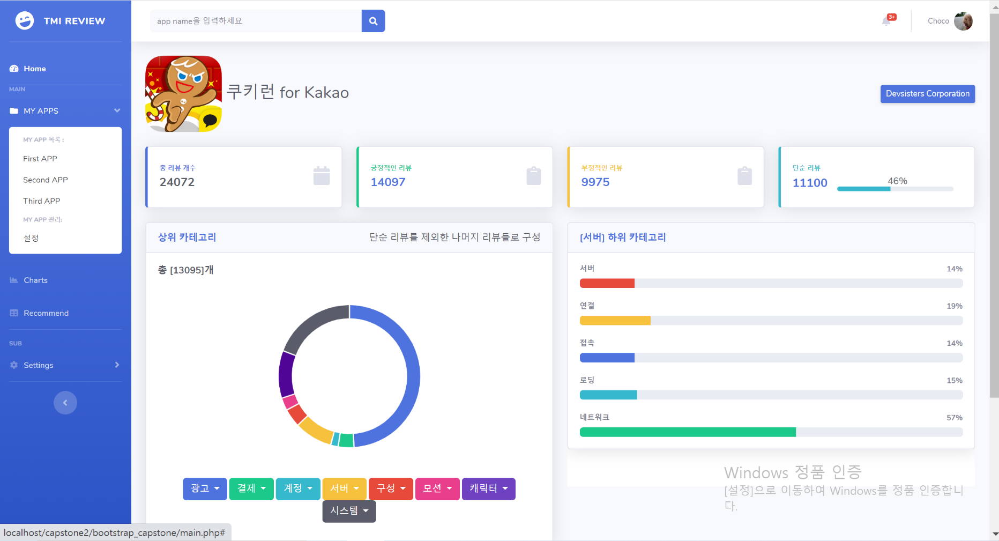 TMI REVIEW
app name을 입력하세요
3+
Choco
Home
MAIN
MY APPS
MY APP 목록 :
First APP
Second APP
Third APP
MY APP 관리:
설정
Charts
Recommend
SUB
Settings
쿠키런 for Kakao
Devsisters Corporation
총 리뷰 개수
24072
긍정적인 리뷰
14097
부정적인 리뷰
9975
단순 리뷰
11100
46%
상위 카테고리
단순 리뷰를 제외한 나머지 리뷰들로 구성
총 [13095]개
광고
결제
계정
서버
구성
모션
캐릭터
시스템
[서버] 하위 카테고리
서버
14%
연결
19%
접속
14%
로딩
15%
네트워크
57%
Windows 정품 인증
[설정]으로 이동하여 Windows를 정품 인증합니
다.
localhost/capstone2/bootstrap_capstone/main.php#